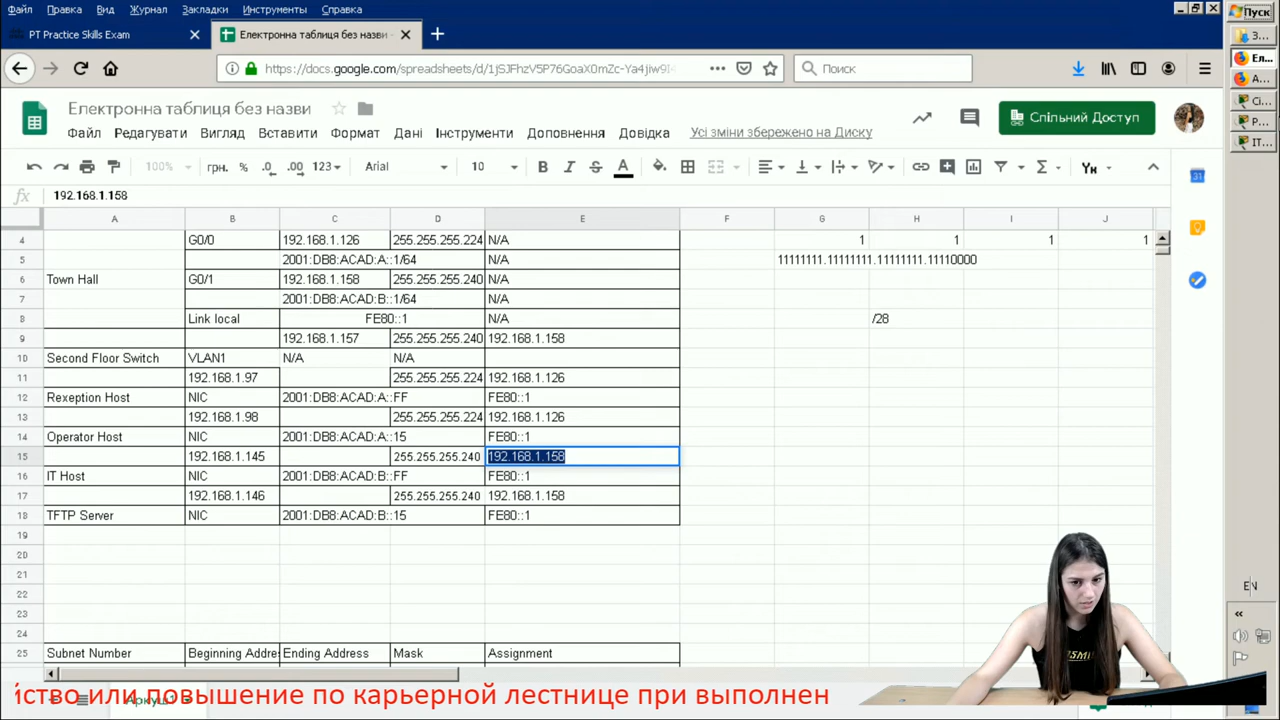 Файл Правка Вид Журнал Закладки Инструменты Справка
PT Practice Skills Exam
Електронна таблиця без назви -
Пуск
З...
Ел...
https://docs.google.com/spreadsheets/d/1jSJFhzV5P76GoaX0mZc-Ya4jiw9I
Поиск
А...
Ci...
P...
IT...
Електронна таблиця без назви
Файл Редагувати Вигляд Вставити Формат Дані Інструменти Доповнення Довідка Усі зміни збережено на Диску
Спільний Доступ
100% грн. % .0 .00 123 Arial 10 B I S A Σ Yн
fx 192.168.1.158
A B C D E F G H I J
4 G0/0 192.168.1.126 255.255.255.224 N/A 1 1 1 1
5 2001:DB8:ACAD:A::1/64 N/A 11111111.11111111.11111111.11110000
6 Town Hall G0/1 192.168.1.158 255.255.255.240 N/A
7 2001:DB8:ACAD:B::1/64 N/A
8 Link local FE80::1 N/A /28
9 192.168.1.157 255.255.255.240 192.168.1.158
10 Second Floor Switch VLAN1 N/A N/A
11 192.168.1.97 255.255.255.224 192.168.1.126
12 Rexeption Host NIC 2001:DB8:ACAD:A::FF FE80::1
13 192.168.1.98 255.255.255.224 192.168.1.126
14 Operator Host NIC 2001:DB8:ACAD:A::15 FE80::1
15 192.168.1.145 255.255.255.240 192.168.1.158
16 IT Host NIC 2001:DB8:ACAD:B::FF FE80::1
17 192.168.1.146 255.255.255.240 192.168.1.158
18 TFTP Server NIC 2001:DB8:ACAD:B::15 FE80::1
19
20
21
22
23
24
EN
25 Subnet Number Beginning Addre Ending Address Mask Assignment
Аркуш1
йство или повышение по карьерной лестнице при выполнен